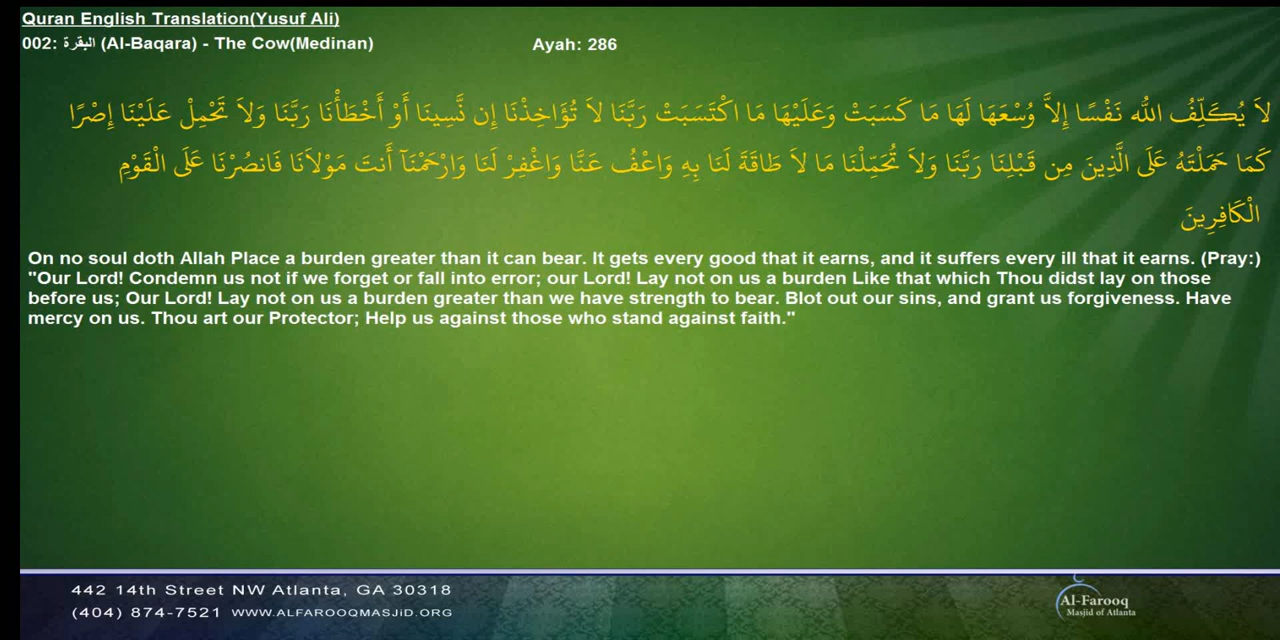 Quran English Translation(Yusuf Ali)
002: البقرة (Al-Baqara) - The Cow(Medinan)
Ayah: 286
لاَ يُكَلِّفُ اللّهُ نَفْسًا إِلاَّ وُسْعَهَا لَهَا مَا كَسَبَتْ وَعَلَيْهَا مَا اكْتَسَبَتْ رَبَّنَا لاَ تُؤَاخِذْنَا إِن نَّسِينَا أَوْ أَخْطَأْنَا رَبَّنَا وَلاَ تَحْمِلْ عَلَيْنَا إِصْرًا
كَمَا حَمَلْتَهُ عَلَى الَّذِينَ مِن قَبْلِنَا رَبَّنَا وَلاَ تُحَمِّلْنَا مَا لاَ طَاقَةَ لَنَا بِهِ وَاعْفُ عَنَّا وَاغْفِرْ لَنَا وَارْحَمْنَآ أَنتَ مَوْلاَنَا فَانصُرْنَا عَلَى الْقَوْمِ
الْكَافِرِينَ
On no soul doth Allah Place a burden greater than it can bear. It gets every good that it earns, and it suffers every ill that it earns. (Pray:)
"Our Lord! Condemn us not if we forget or fall into error; our Lord! Lay not on us a burden Like that which Thou didst lay on those
before us; Our Lord! Lay not on us a burden greater than we have strength to bear. Blot out our sins, and grant us forgiveness. Have
mercy on us. Thou art our Protector; Help us against those who stand against faith."
442 14th Street NW Atlanta, GA 30318
(404) 874-7521 WWW.ALFAROOQMASJiD.ORG
Al-Farooq
Masjid of Atlanta